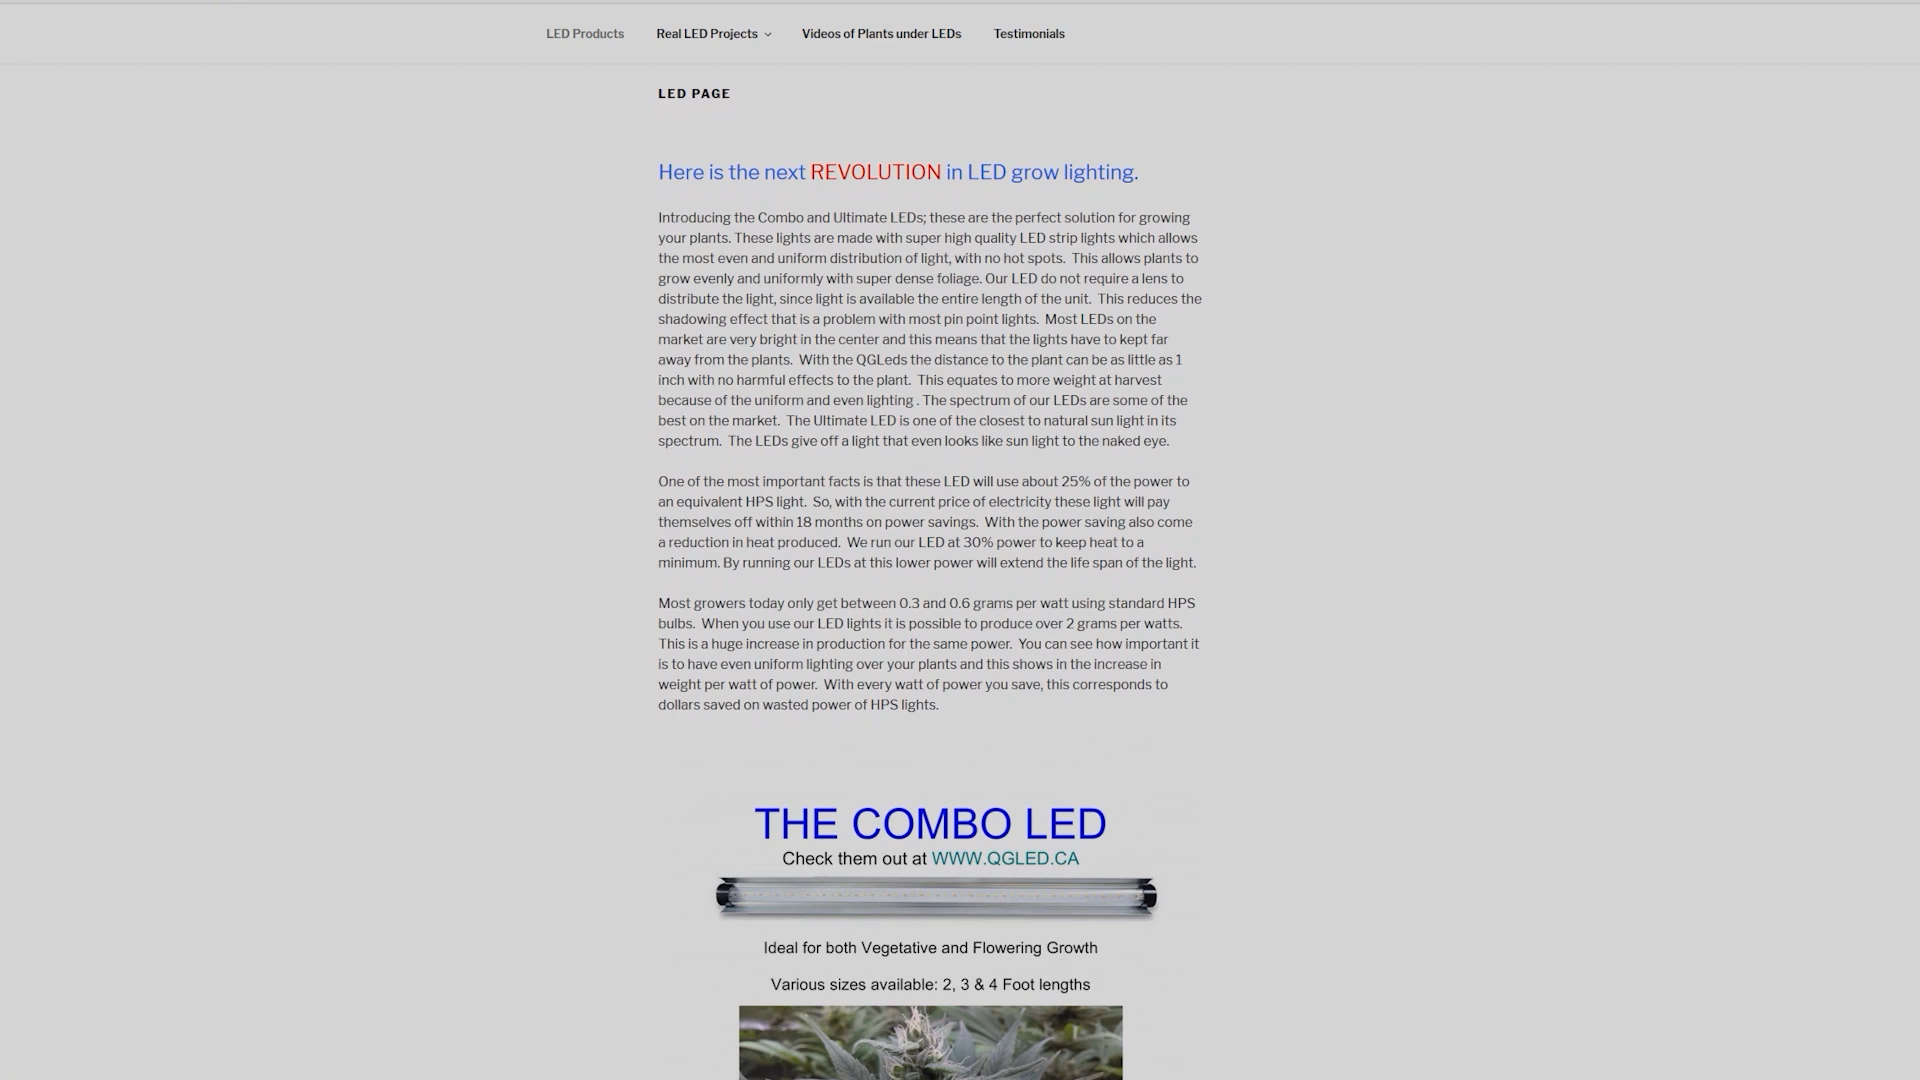 LED Products
Real LED Projects
Videos of Plants under LEDs
Testimonials
LED PAGE
Here is the next REVOLUTION in LED grow lighting.
Introducing the Combo and Ultimate LEDs; these are the perfect solution for growing
your plants. These lights are made with super high quality LED strip lights which allows
the most even and uniform distribution of light, with no hot spots.  This allows plants to
grow evenly and uniformly with super dense foliage. Our LED do not require a lens to
distribute the light, since light is available the entire length of the unit.  This reduces the
shadowing effect that is a problem with most pin point lights.  Most LEDs on the
market are very bright in the center and this means that the lights have to kept far
away from the plants.  With the QGLeds the distance to the plant can be as little as 1
inch with no harmful effects to the plant.  This equates to more weight at harvest
because of the uniform and even lighting . The spectrum of our LEDs are some of the
best on the market.  The Ultimate LED is one of the closest to natural sun light in its
spectrum.  The LEDs give off a light that even looks like sun light to the naked eye.
One of the most important facts is that these LED will use about 25% of the power to
an equivalent HPS light.  So, with the current price of electricity these light will pay
themselves off within 18 months on power savings.  With the power saving also come
a reduction in heat produced.  We run our LED at 30% power to keep heat to a
minimum. By running our LEDs at this lower power will extend the life span of the light.
Most growers today only get between 0.3 and 0.6 grams per watt using standard HPS
bulbs.  When you use our LED lights it is possible to produce over 2 grams per watts.
This is a huge increase in production for the same power.  You can see how important it
is to have even uniform lighting over your plants and this shows in the increase in
weight per watt of power.  With every watt of power you save, this corresponds to
dollars saved on wasted power of HPS lights.
THE COMBO LED
Check them out at WWW.QGLED.CA
Ideal for both Vegetative and Flowering Growth
Various sizes available: 2, 3 & 4 Foot lengths